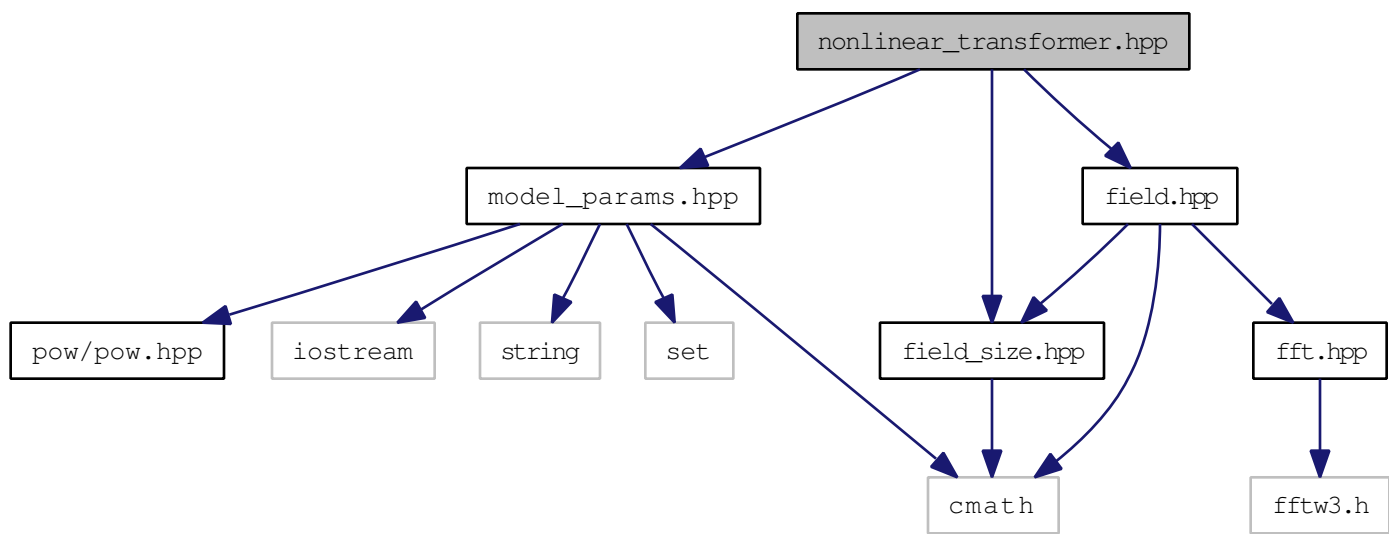 nonlinear_transformer.hpp
model_params.hpp
field.hpp
pow/pow.hpp
iostream
string
set
field_size.hpp
fft.hpp
cmath
fftw3.h